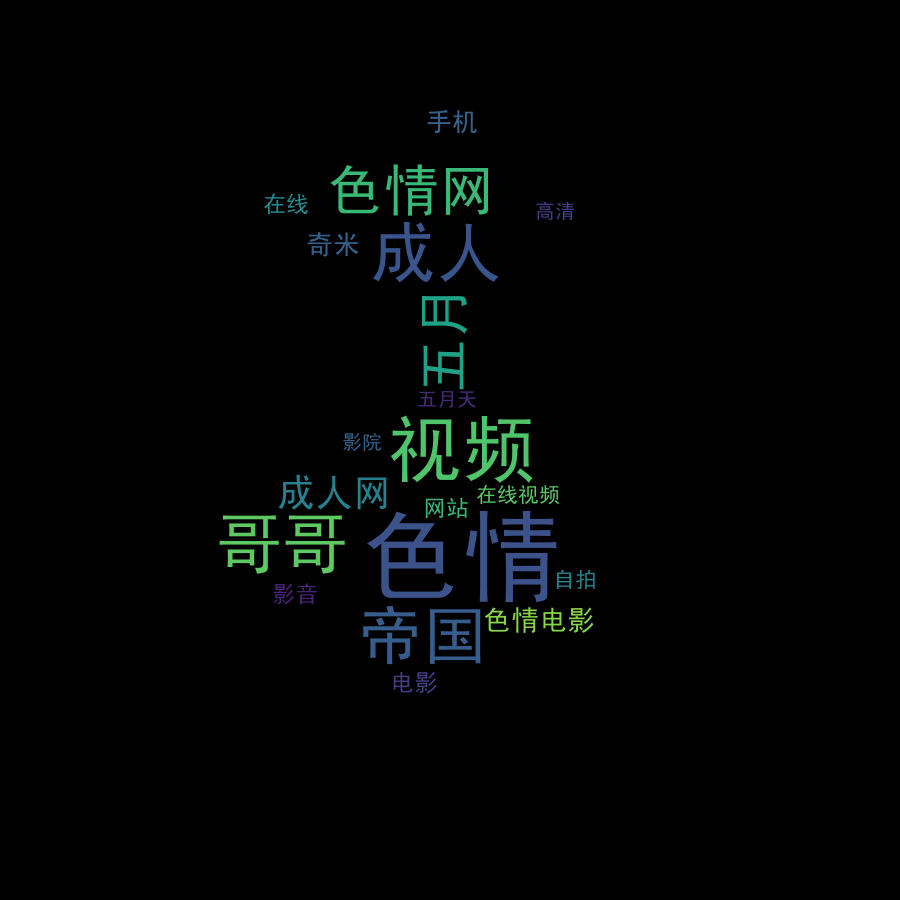 手机
色情网
在线
高清
奇米
成人
五月
五月天
视频
影院
成人网
在线视频
网站
色情
哥哥
自拍
影音
帝国
色情电影
电影